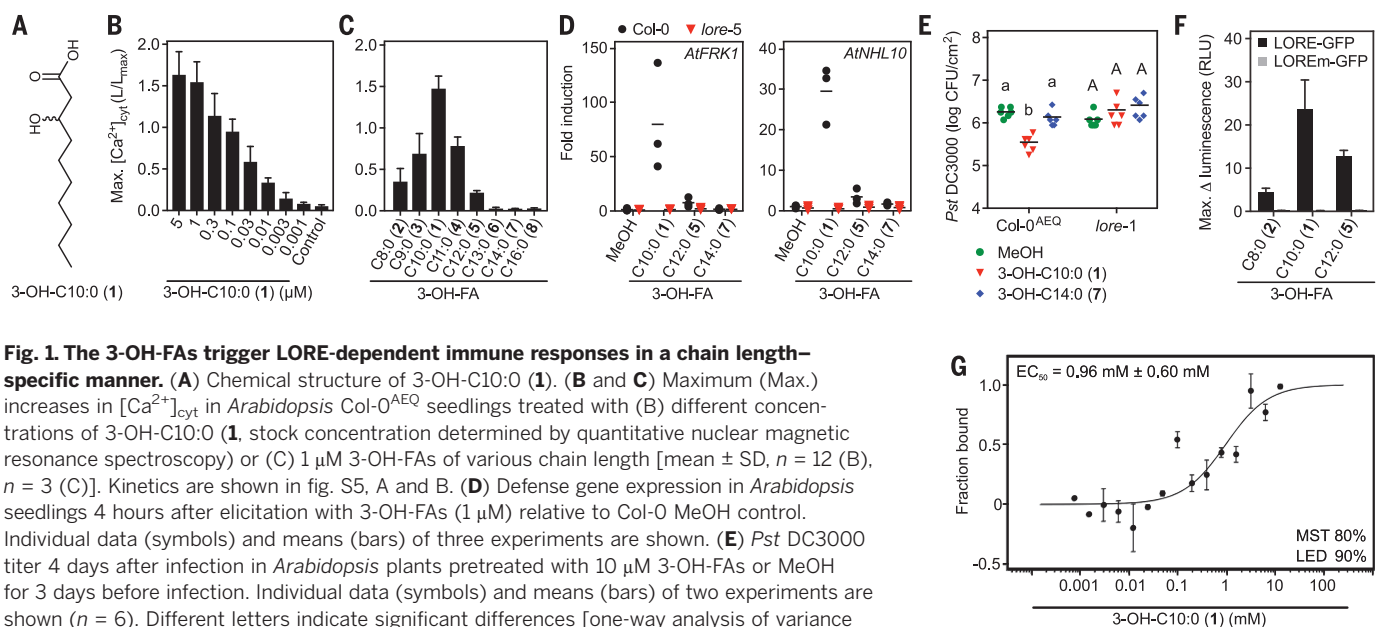 A
OH
O
HO
3-OH-C10:0 (1)
B
Max. [Ca2+]cyt (L/Lmax)
2.0
1.5
1.0
0.5
0.0
5
1
0.3
0.1
0.03
0.01
0.003
0.001
Control
3-OH-C10:0 (1) (µM)
C
2.0
1.5
1.0
0.5
0.0
C8:0 (2)
C9:0 (3)
C10:0 (1)
C11:0 (4)
C12:0 (5)
C13:0 (6)
C14:0 (7)
C16:0 (8)
3-OH-FA
D
Col-0 lore-5
Fold induction
150
100
50
0
AtFRK1
MeOH
C10:0 (1)
C12:0 (5)
C14:0 (7)
3-OH-FA
40
30
20
10
0
AtNHL10
MeOH
C10:0 (1)
C12:0 (5)
C14:0 (7)
3-OH-FA
E
Pst DC3000 (log CFU/cm2)
8
7
6
5
4
a
b
a
A
A
A
Col-0AEQ
lore-1
MeOH
3-OH-C10:0 (1)
3-OH-C14:0 (7)
F
Max. Δ luminescence (RLU)
LORE-GFP
LOREm-GFP
40
30
20
10
0
C8:0 (2)
C10:0 (1)
C12:0 (5)
3-OH-FA
Fig. 1. The 3-OH-FAs trigger LORE-dependent immune responses in a chain length–
specific manner. (A) Chemical structure of 3-OH-C10:0 (1). (B and C) Maximum (Max.)
increases in [Ca2+]cyt in Arabidopsis Col-0AEQ seedlings treated with (B) different concen-
trations of 3-OH-C10:0 (1, stock concentration determined by quantitative nuclear magnetic
resonance spectroscopy) or (C) 1 µM 3-OH-FAs of various chain length [mean ± SD, n = 12 (B),
n = 3 (C)]. Kinetics are shown in fig. S5, A and B. (D) Defense gene expression in Arabidopsis
seedlings 4 hours after elicitation with 3-OH-FAs (1 µM) relative to Col-0 MeOH control.
Individual data (symbols) and means (bars) of three experiments are shown. (E) Pst DC3000
titer 4 days after infection in Arabidopsis plants pretreated with 10 µM 3-OH-FAs or MeOH
for 3 days before infection. Individual data (symbols) and means (bars) of two experiments are
shown (n = 6). Different letters indicate significant differences [one-way analysis of variance
G
EC50 = 0.96 mM ± 0.60 mM
Fraction bound
1.0
0.5
0
-0.5
MST 80%
LED 90%
0.001
0.01
0.1
1
10
100
3-OH-C10:0 (1) (mM)